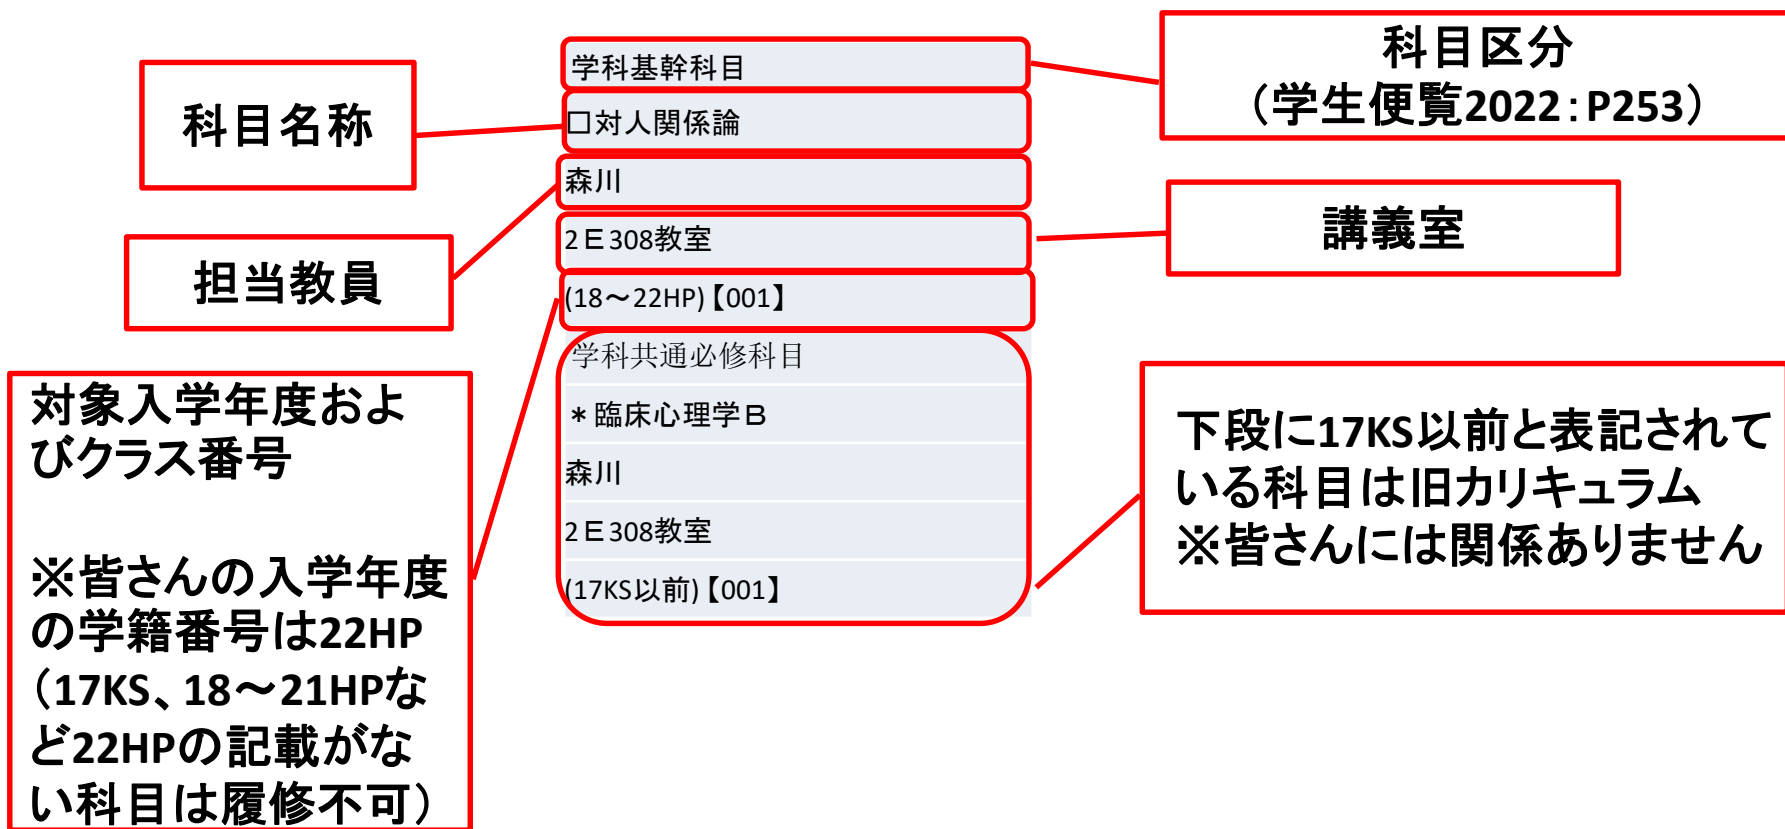 科目名称
担当教員
対象入学年度およ
びクラス番号
※皆さんの入学年度
の学籍番号は22HP
（17KS、18～21HPな
ど22HPの記載がな
い科目は履修不可）
学科基幹科目
□対人関係論
森川
2Ｅ308教室
(18～22HP)【001】
学科共通必修科目
＊臨床心理学Ｂ
森川
2Ｅ308教室
(17KS以前)【001】
科目区分
（学生便覧2022：P253）
講義室
下段に17KS以前と表記されて
いる科目は旧カリキュラム
※皆さんには関係ありません